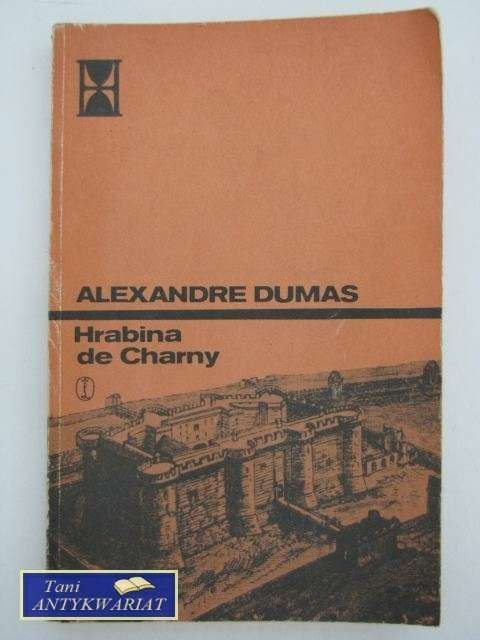 ALEXANDRE DUMAS
Hrabina
de Charny
Tani
ANTYKWARIAT